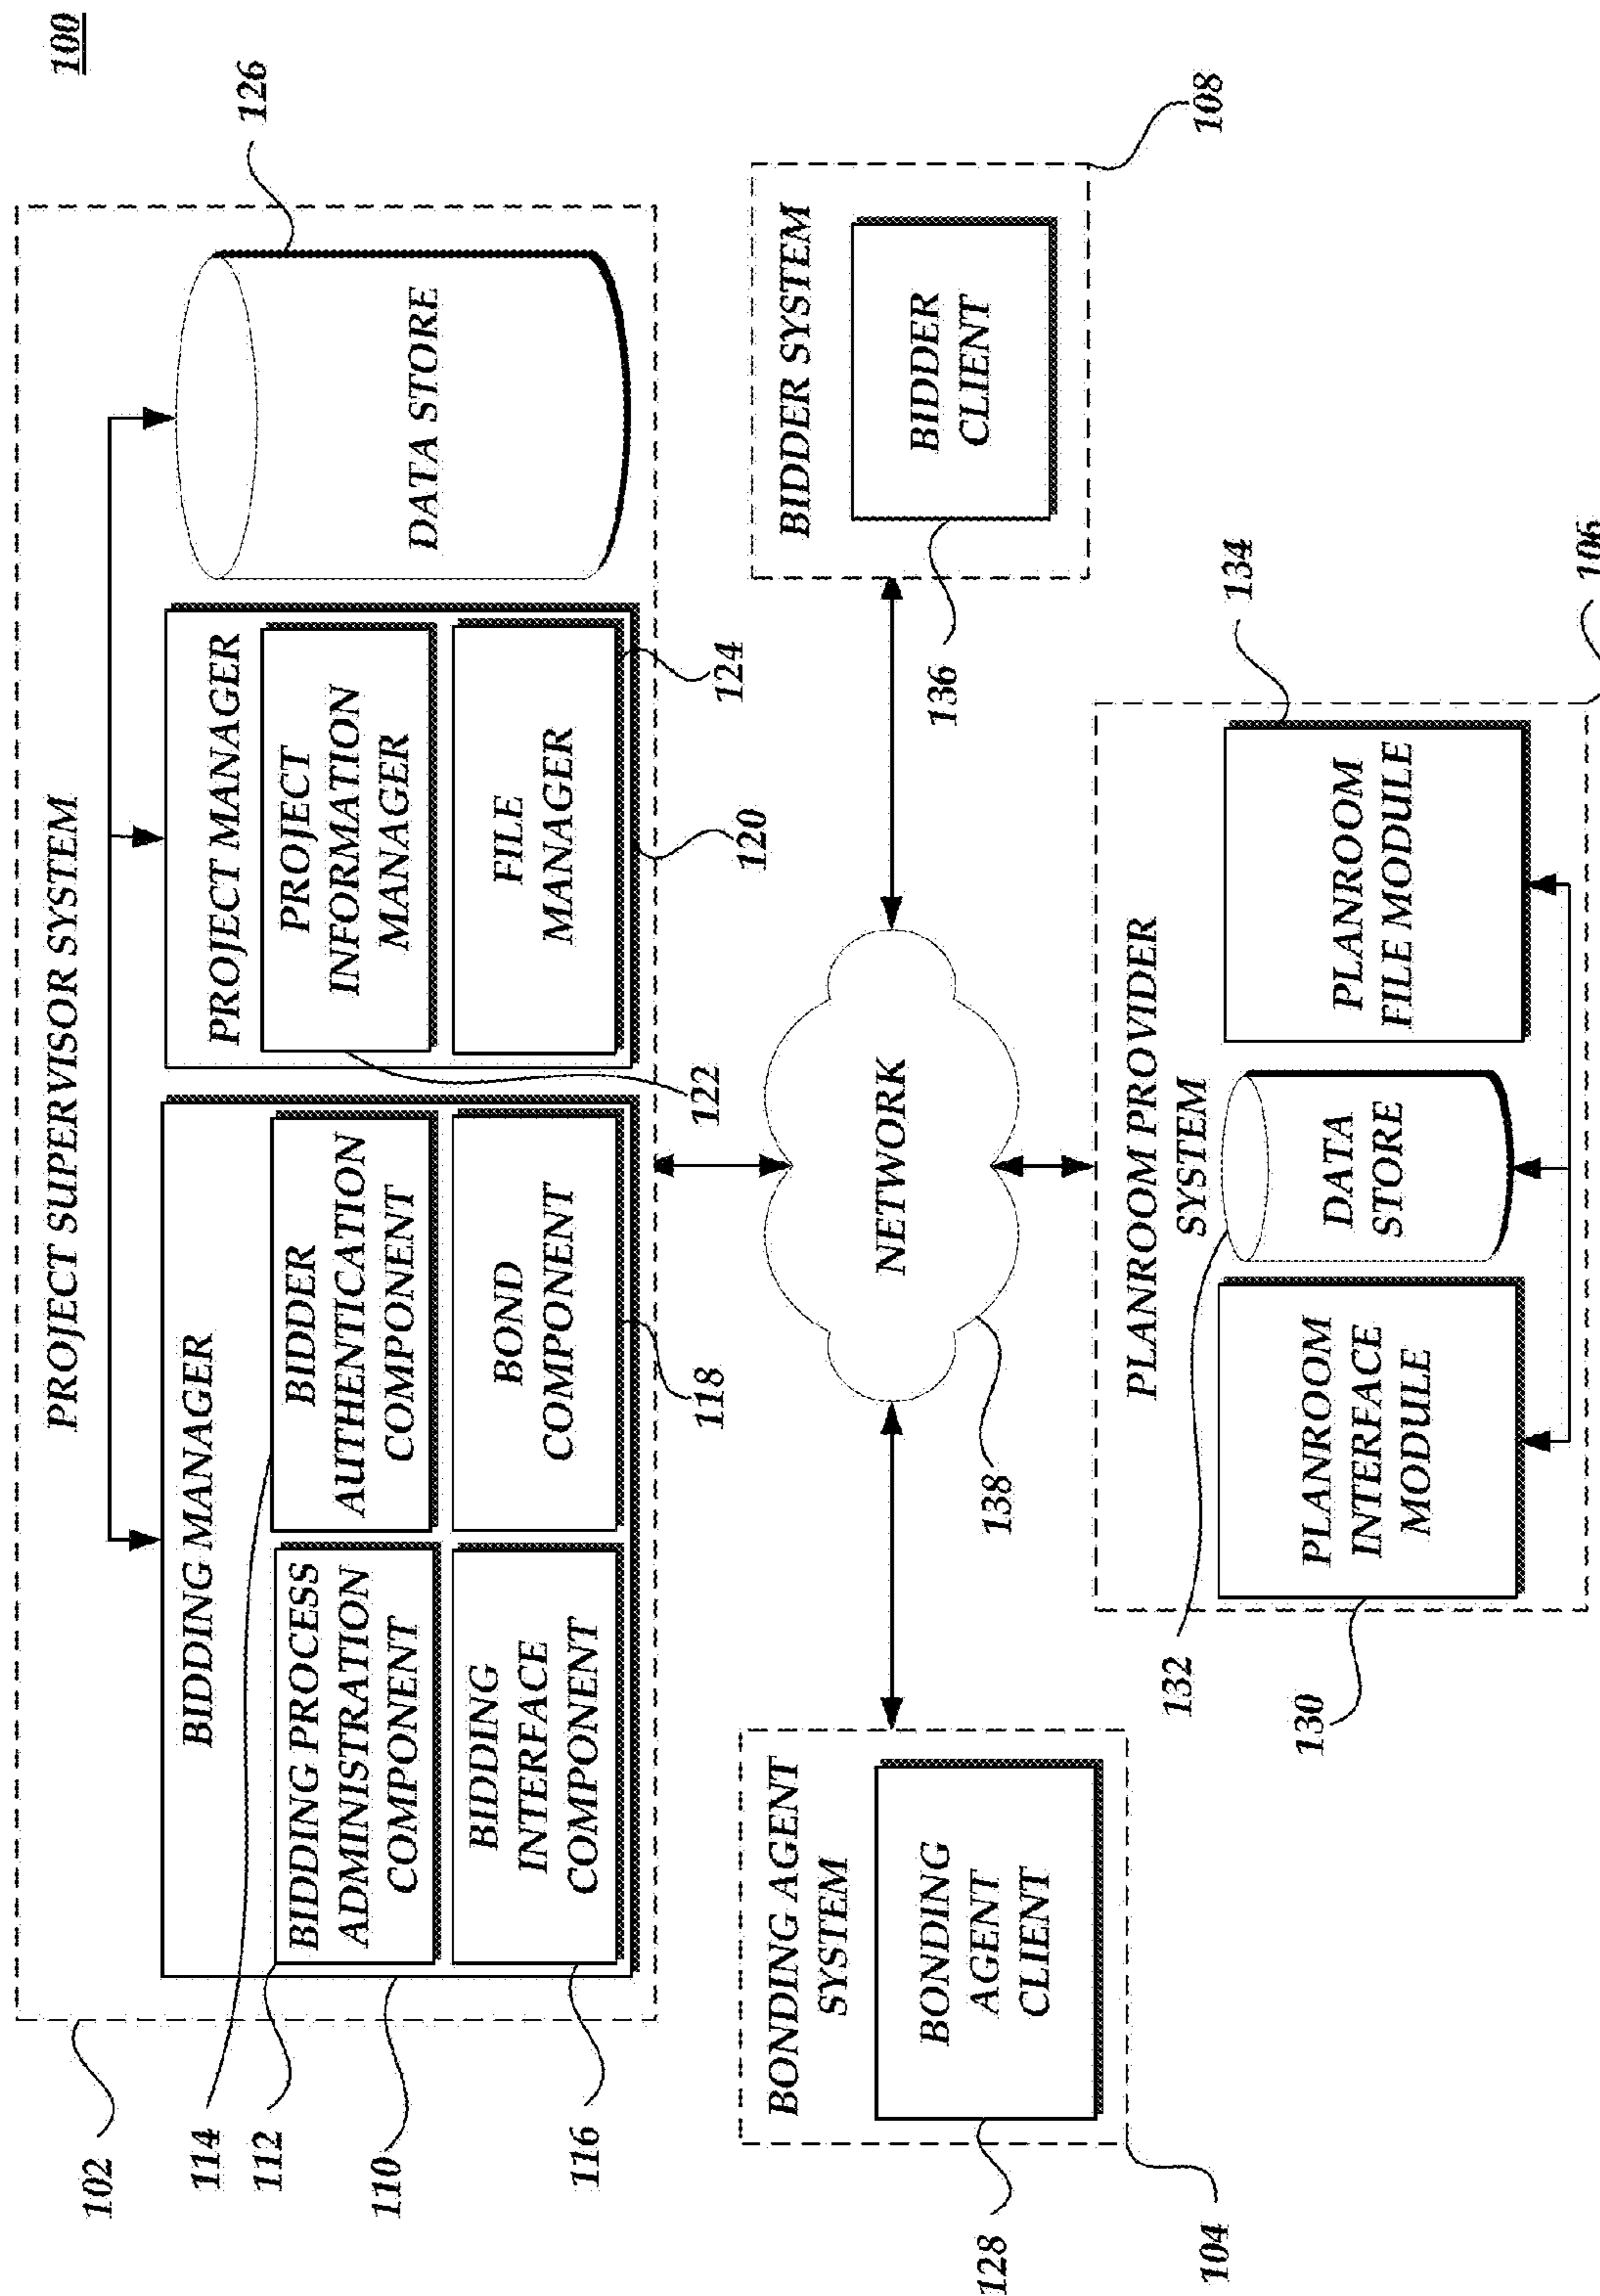 100
PROJECT SUPERVISOR SYSTEM
102
BIDDING MANAGER
114
112
BIDDING PROCESS
ADMINISTRATION
COMPONENT
BIDDER
AUTHENTICATION
COMPONENT
110
116
BIDDING
INTERFACE
COMPONENT
BOND
COMPONENT
118
PROJECT MANAGER
PROJECT
INFORMATION
MANAGER
122
FILE
MANAGER
124
120
DATA STORE
126
BONDING AGENT
SYSTEM
BONDING
AGENT
CLIENT
128
104
NETWORK
138
BIDDER SYSTEM
BIDDER
CLIENT
136
108
PLANROOM PROVIDER
SYSTEM
132
130
PLANROOM
INTERFACE
MODULE
DATA
STORE
PLANROOM
FILE MODULE
134
106